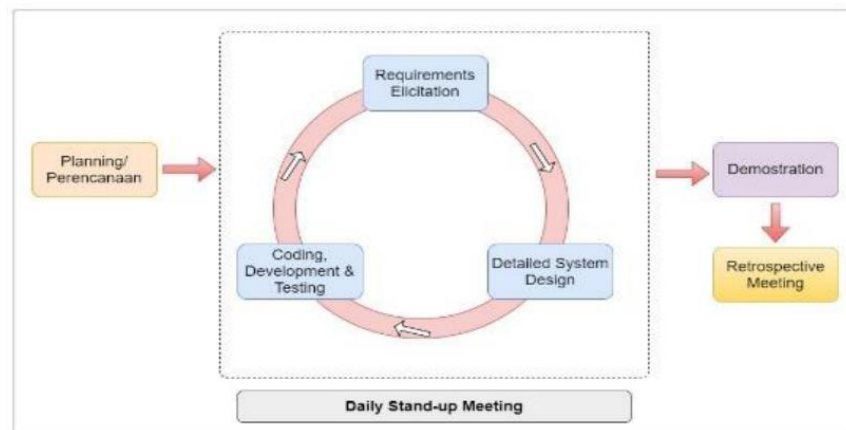 Planning/
Perencanaan
Requirements
Elicitation
Detailed System
Design
Coding,
Development &
Testing
Demostration
Retrospective
Meeting
Daily Stand-up Meeting